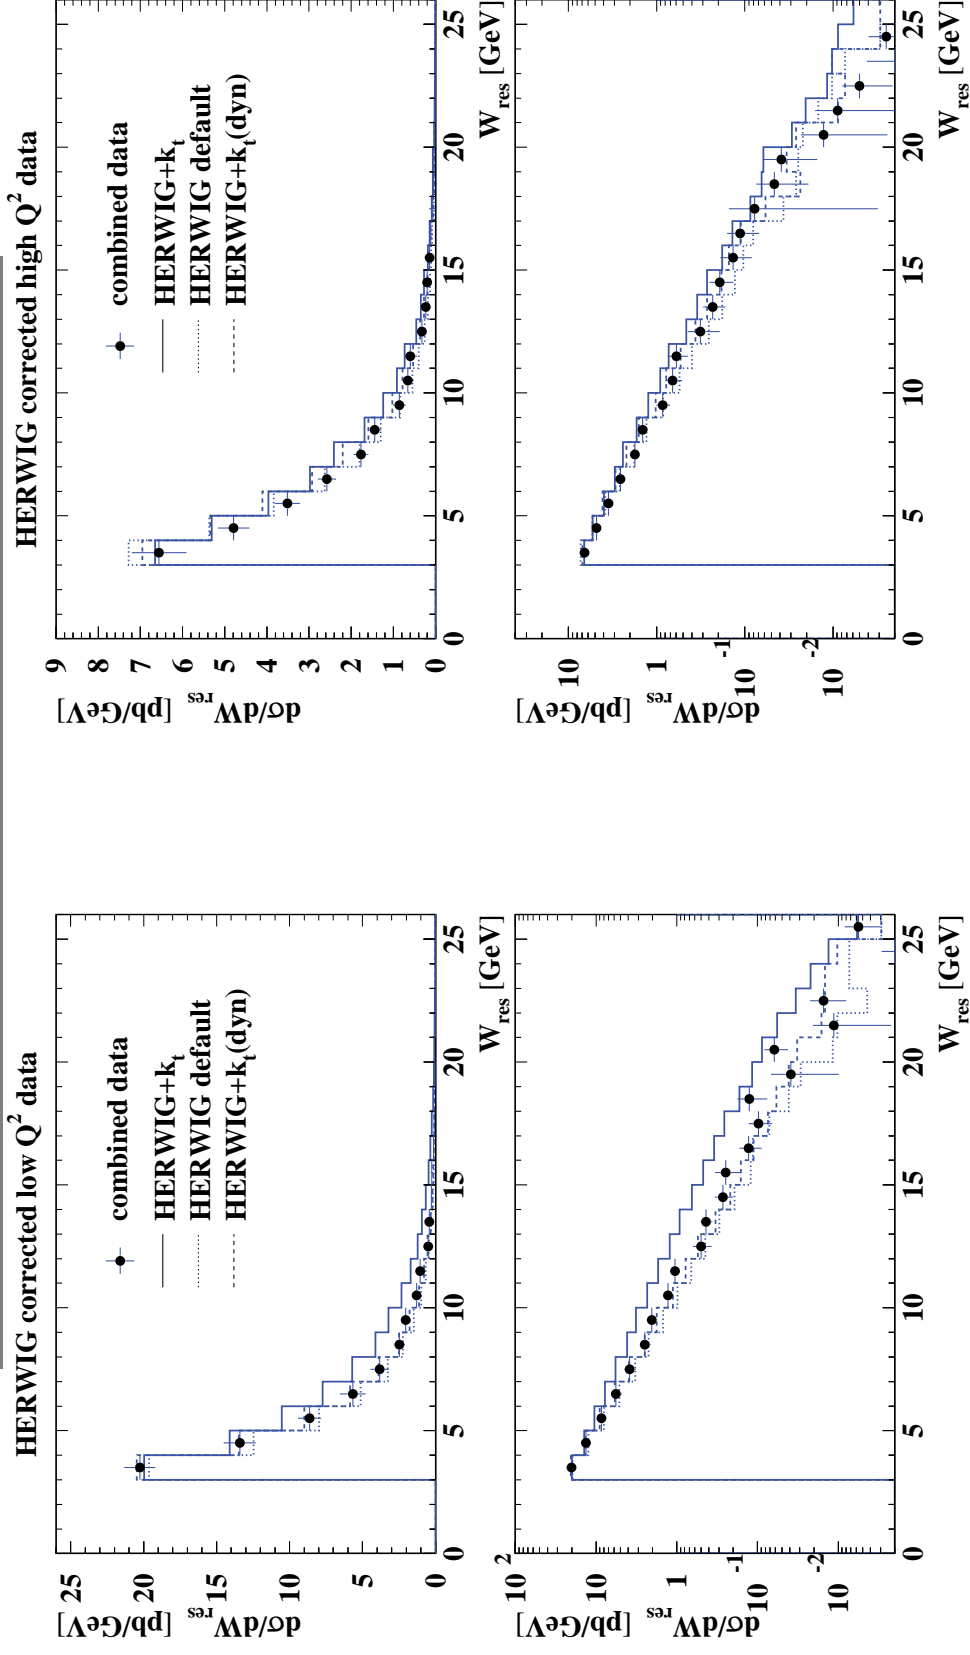 HERWIG corrected low Q² data
dσ/dW_res [pb/GeV]
25
20
15
10
5
0
combined data
HERWIG+k_t
HERWIG default
HERWIG+k_t(dyn)
0 5 10 15 20 25
W_res [GeV]
dσ/dW_res [pb/GeV]
10²
10
1
10⁻¹
10⁻²
0 5 10 15 20 25
W_res [GeV]
HERWIG corrected high Q² data
dσ/dW_res [pb/GeV]
9
8
7
6
5
4
3
2
1
0
combined data
HERWIG+k_t
HERWIG default
HERWIG+k_t(dyn)
0 5 10 15 20 25
W_res [GeV]
dσ/dW_res [pb/GeV]
10
1
10⁻¹
10⁻²
0 5 10 15 20 25
W_res [GeV]